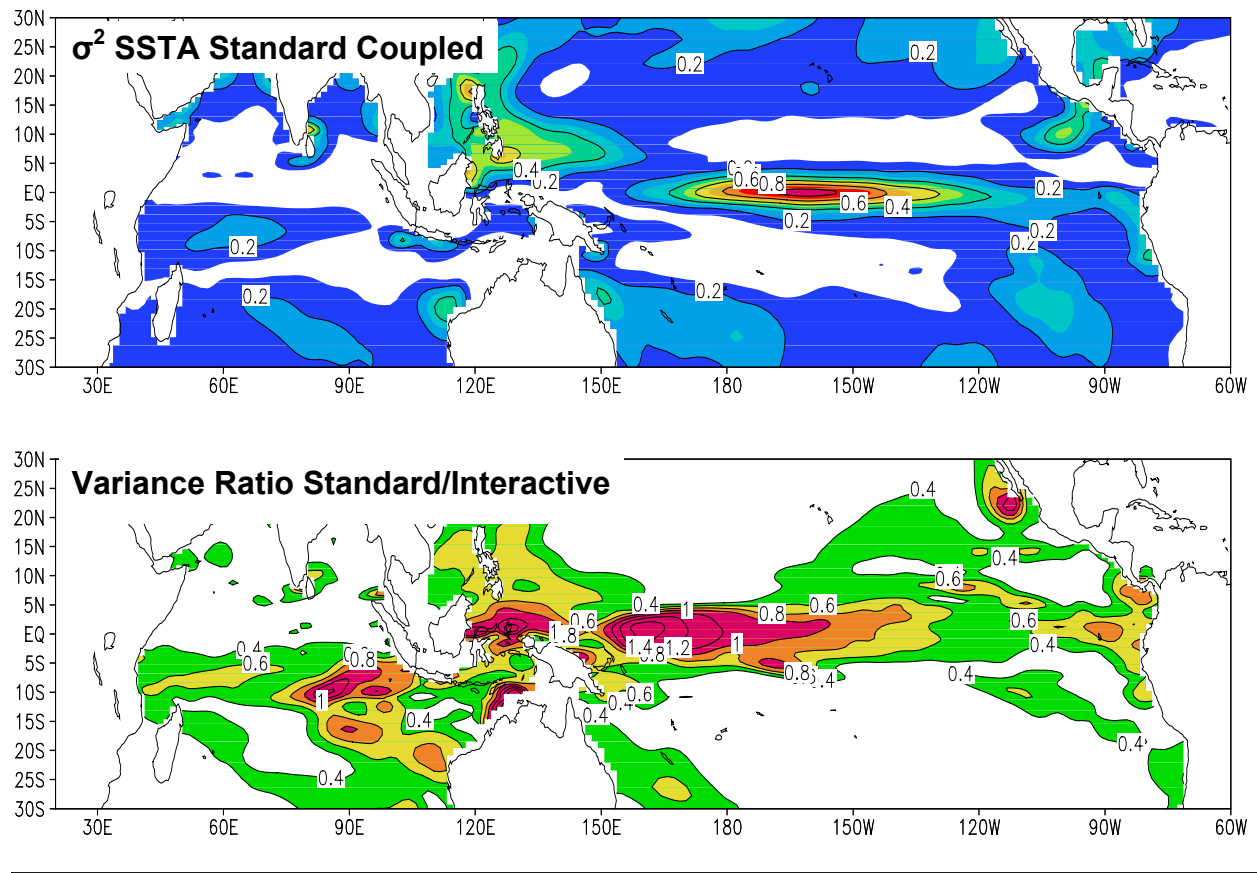 σ² SSTA Standard Coupled
30N
25N
20N
15N
10N
5N
EQ
5S
10S
15S
20S
25S
30S
0.2
0.2
0.4
0.2
0.6
0.8
0.6
0.4
0.2
0.2
0.2
0.2
0.2
0.2
0.2
30E
60E
90E
120E
150E
180
150W
120W
90W
60W
Variance Ratio Standard/Interactive
30N
25N
20N
15N
10N
5N
EQ
5S
10S
15S
20S
25S
30S
0.4
0.4
0.6
0.4
1
0.8
0.6
0.6
0.6
1.8
1.4
1.2
1
0.4
0.4
0.6
0.8
0.8
0.8
0.4
0.4
0.6
1
0.4
0.4
0.4
0.4
0.4
30E
60E
90E
120E
150E
180
150W
120W
90W
60W